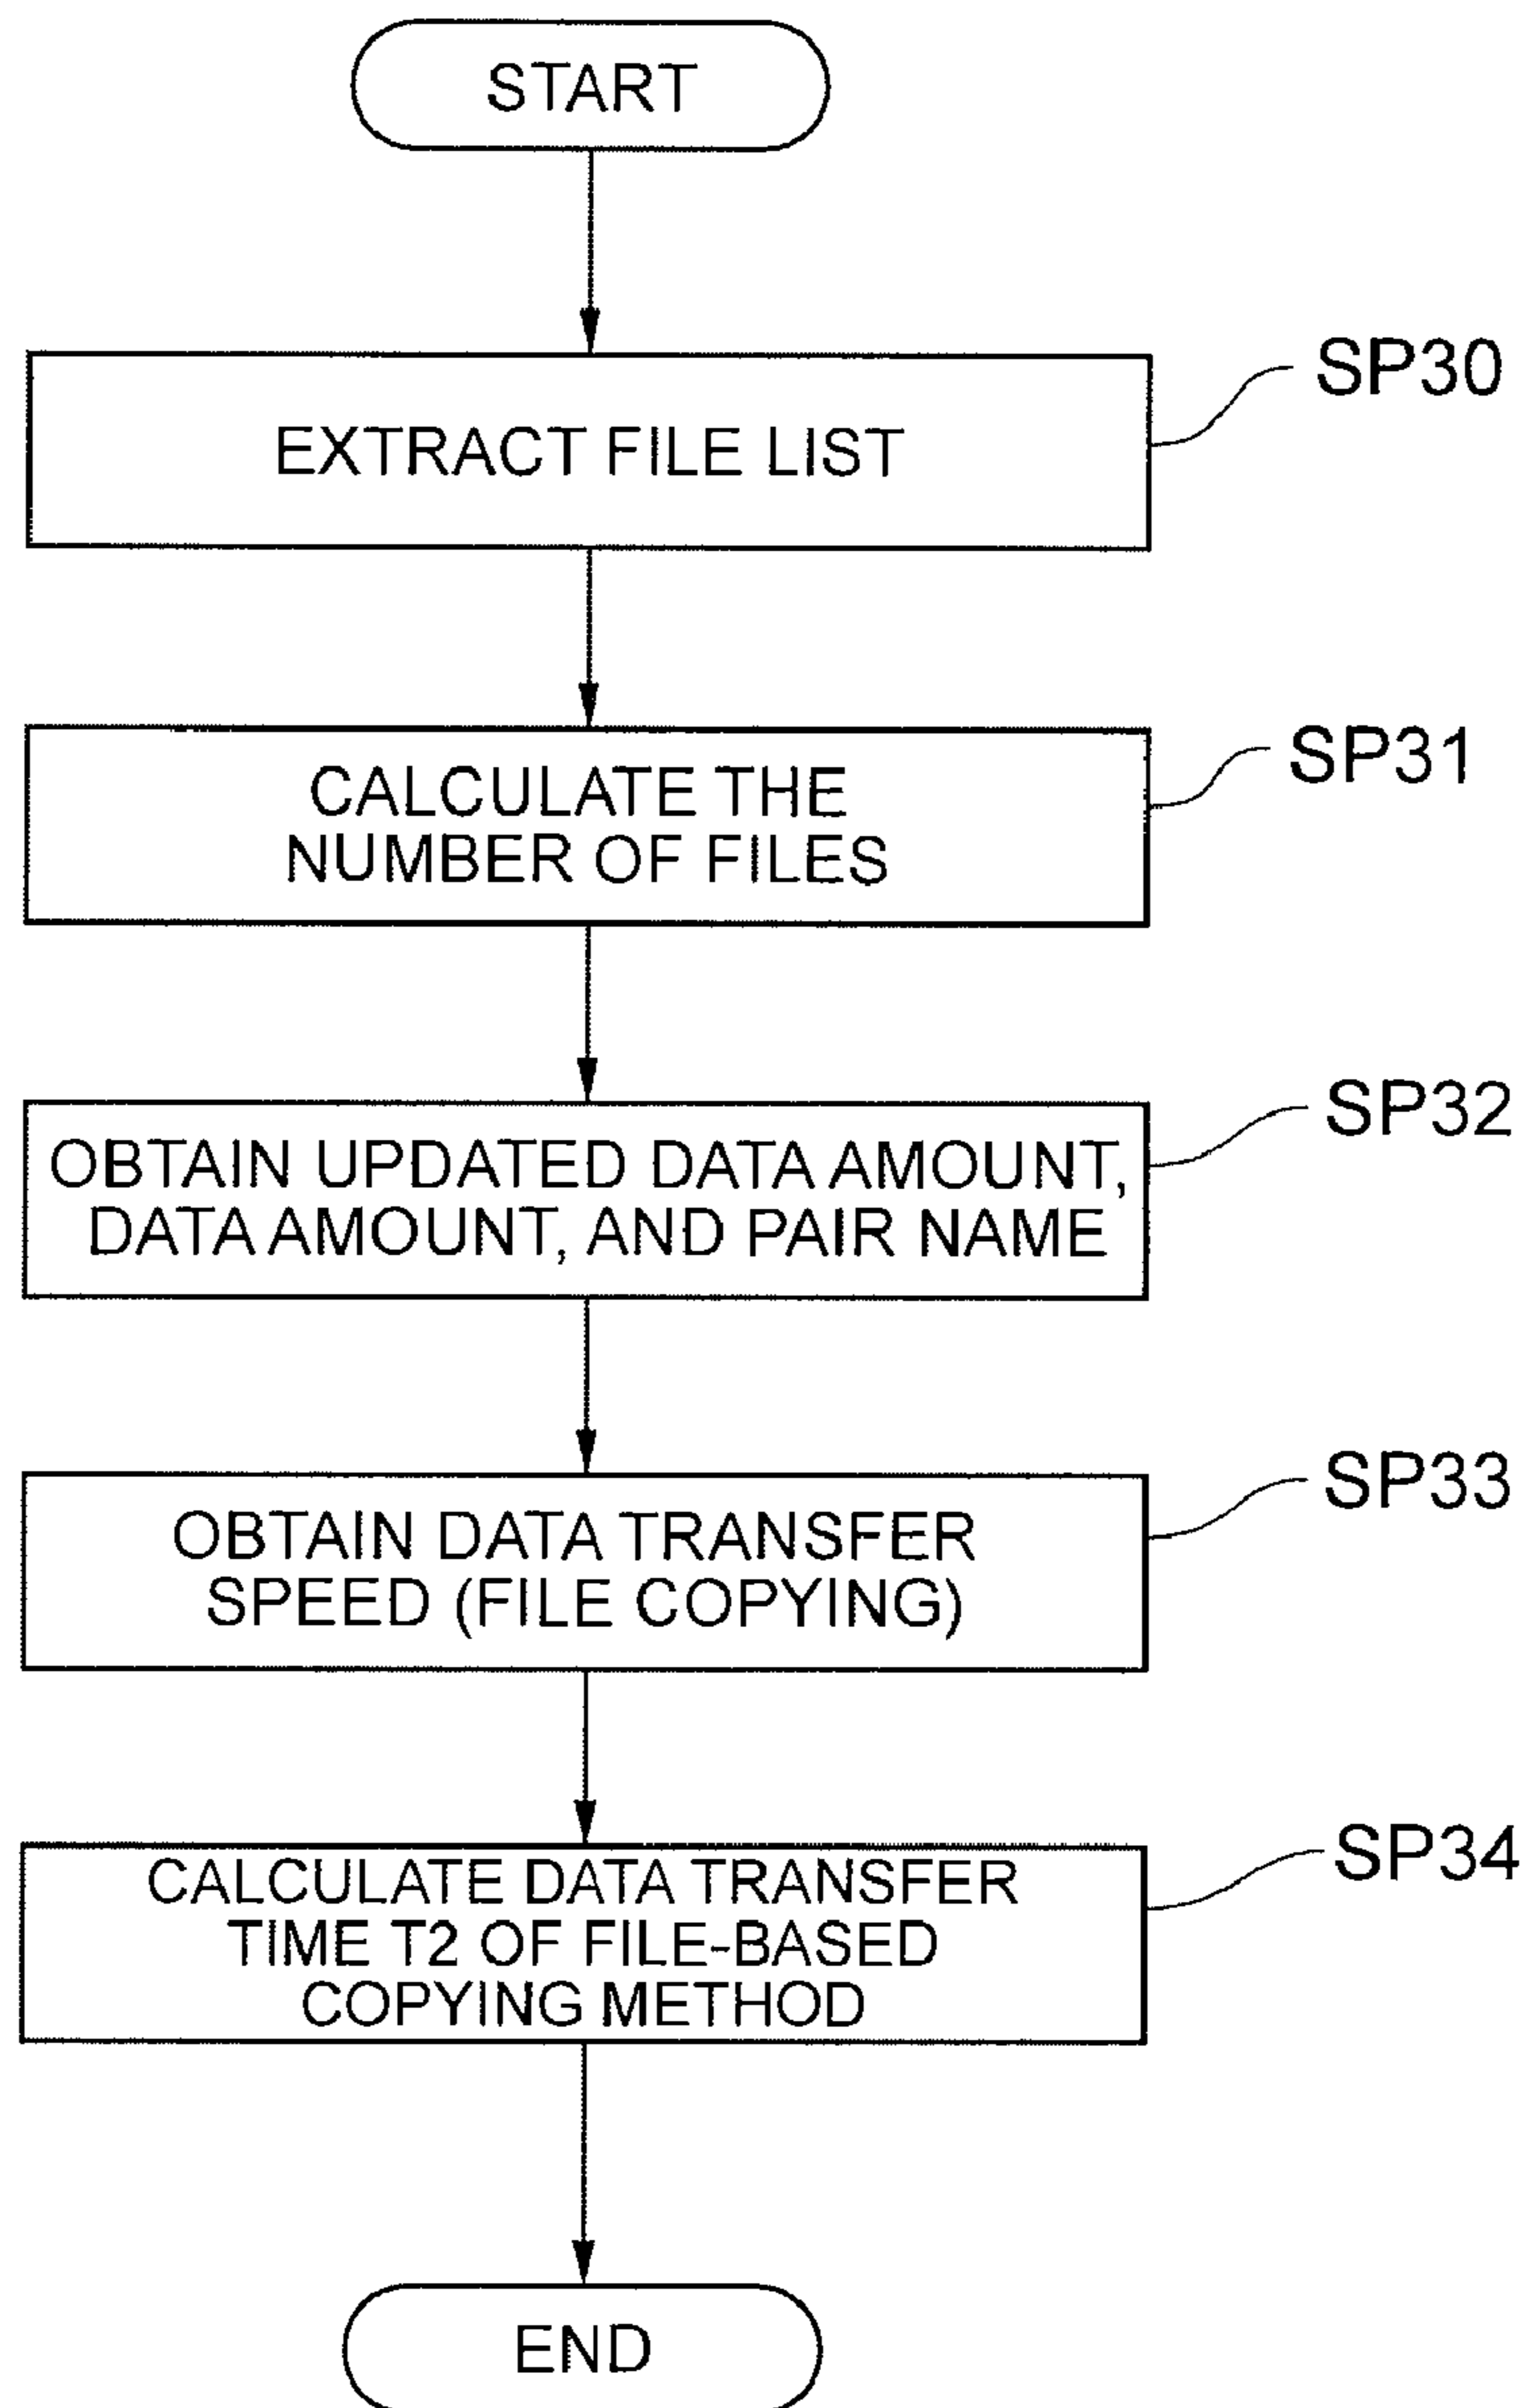 START
EXTRACT FILE LIST
SP30
CALCULATE THE
NUMBER OF FILES
SP31
OBTAIN UPDATED DATA AMOUNT,
DATA AMOUNT, AND PAIR NAME
SP32
OBTAIN DATA TRANSFER
SPEED (FILE COPYING)
SP33
CALCULATE DATA TRANSFER
TIME T2 OF FILE-BASED
COPYING METHOD
SP34
END